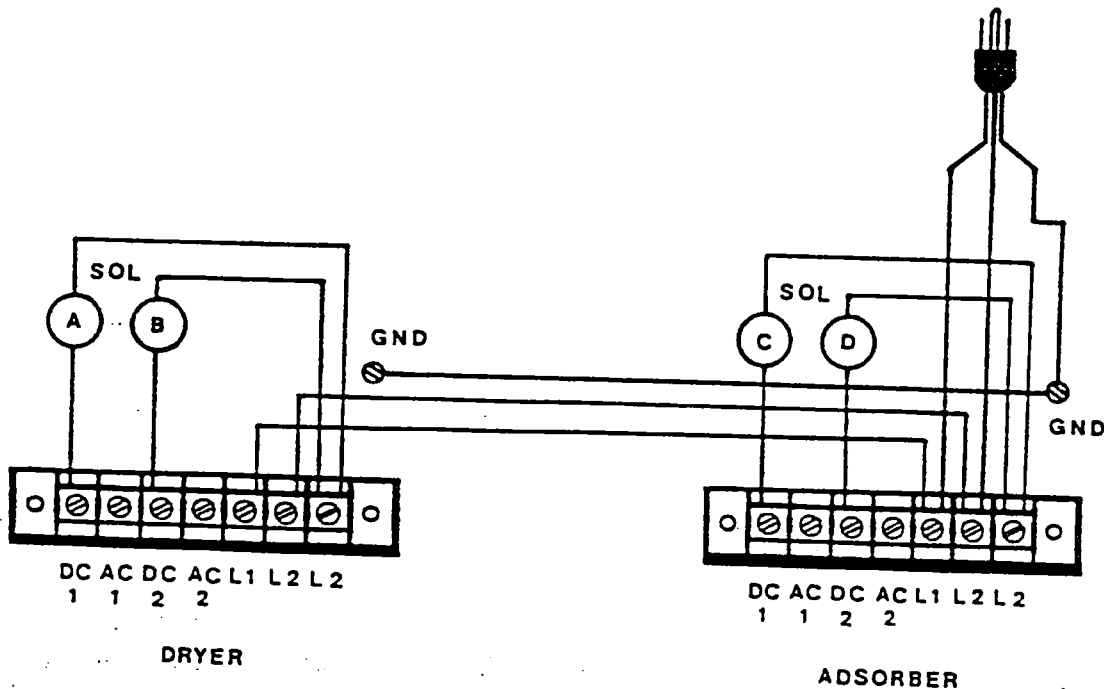 SOL
A
B
GND
SOL
C
D
GND
DC AC DC AC L1 L2 L2
1 1 2 2
DC AC DC AC L1 L2 L2
1 1 2 2
DRYER
ADSORBER